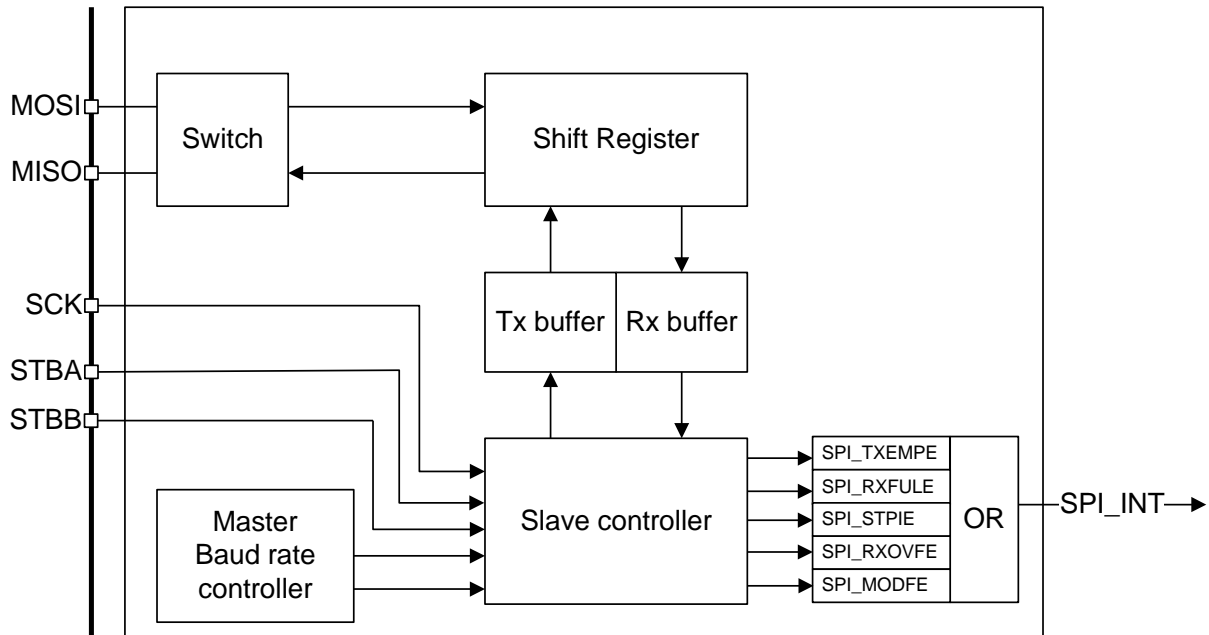 MOSI
MISO
Switch
Shift Register
SCK
STBA
STBB
Tx buffer
Rx buffer
Master
Baud rate
controller
Slave controller
SPI_TXEMPE
SPI_RXFULE
SPI_STPIE
SPI_RXOVFE
SPI_MODFE
OR
SPI_INT